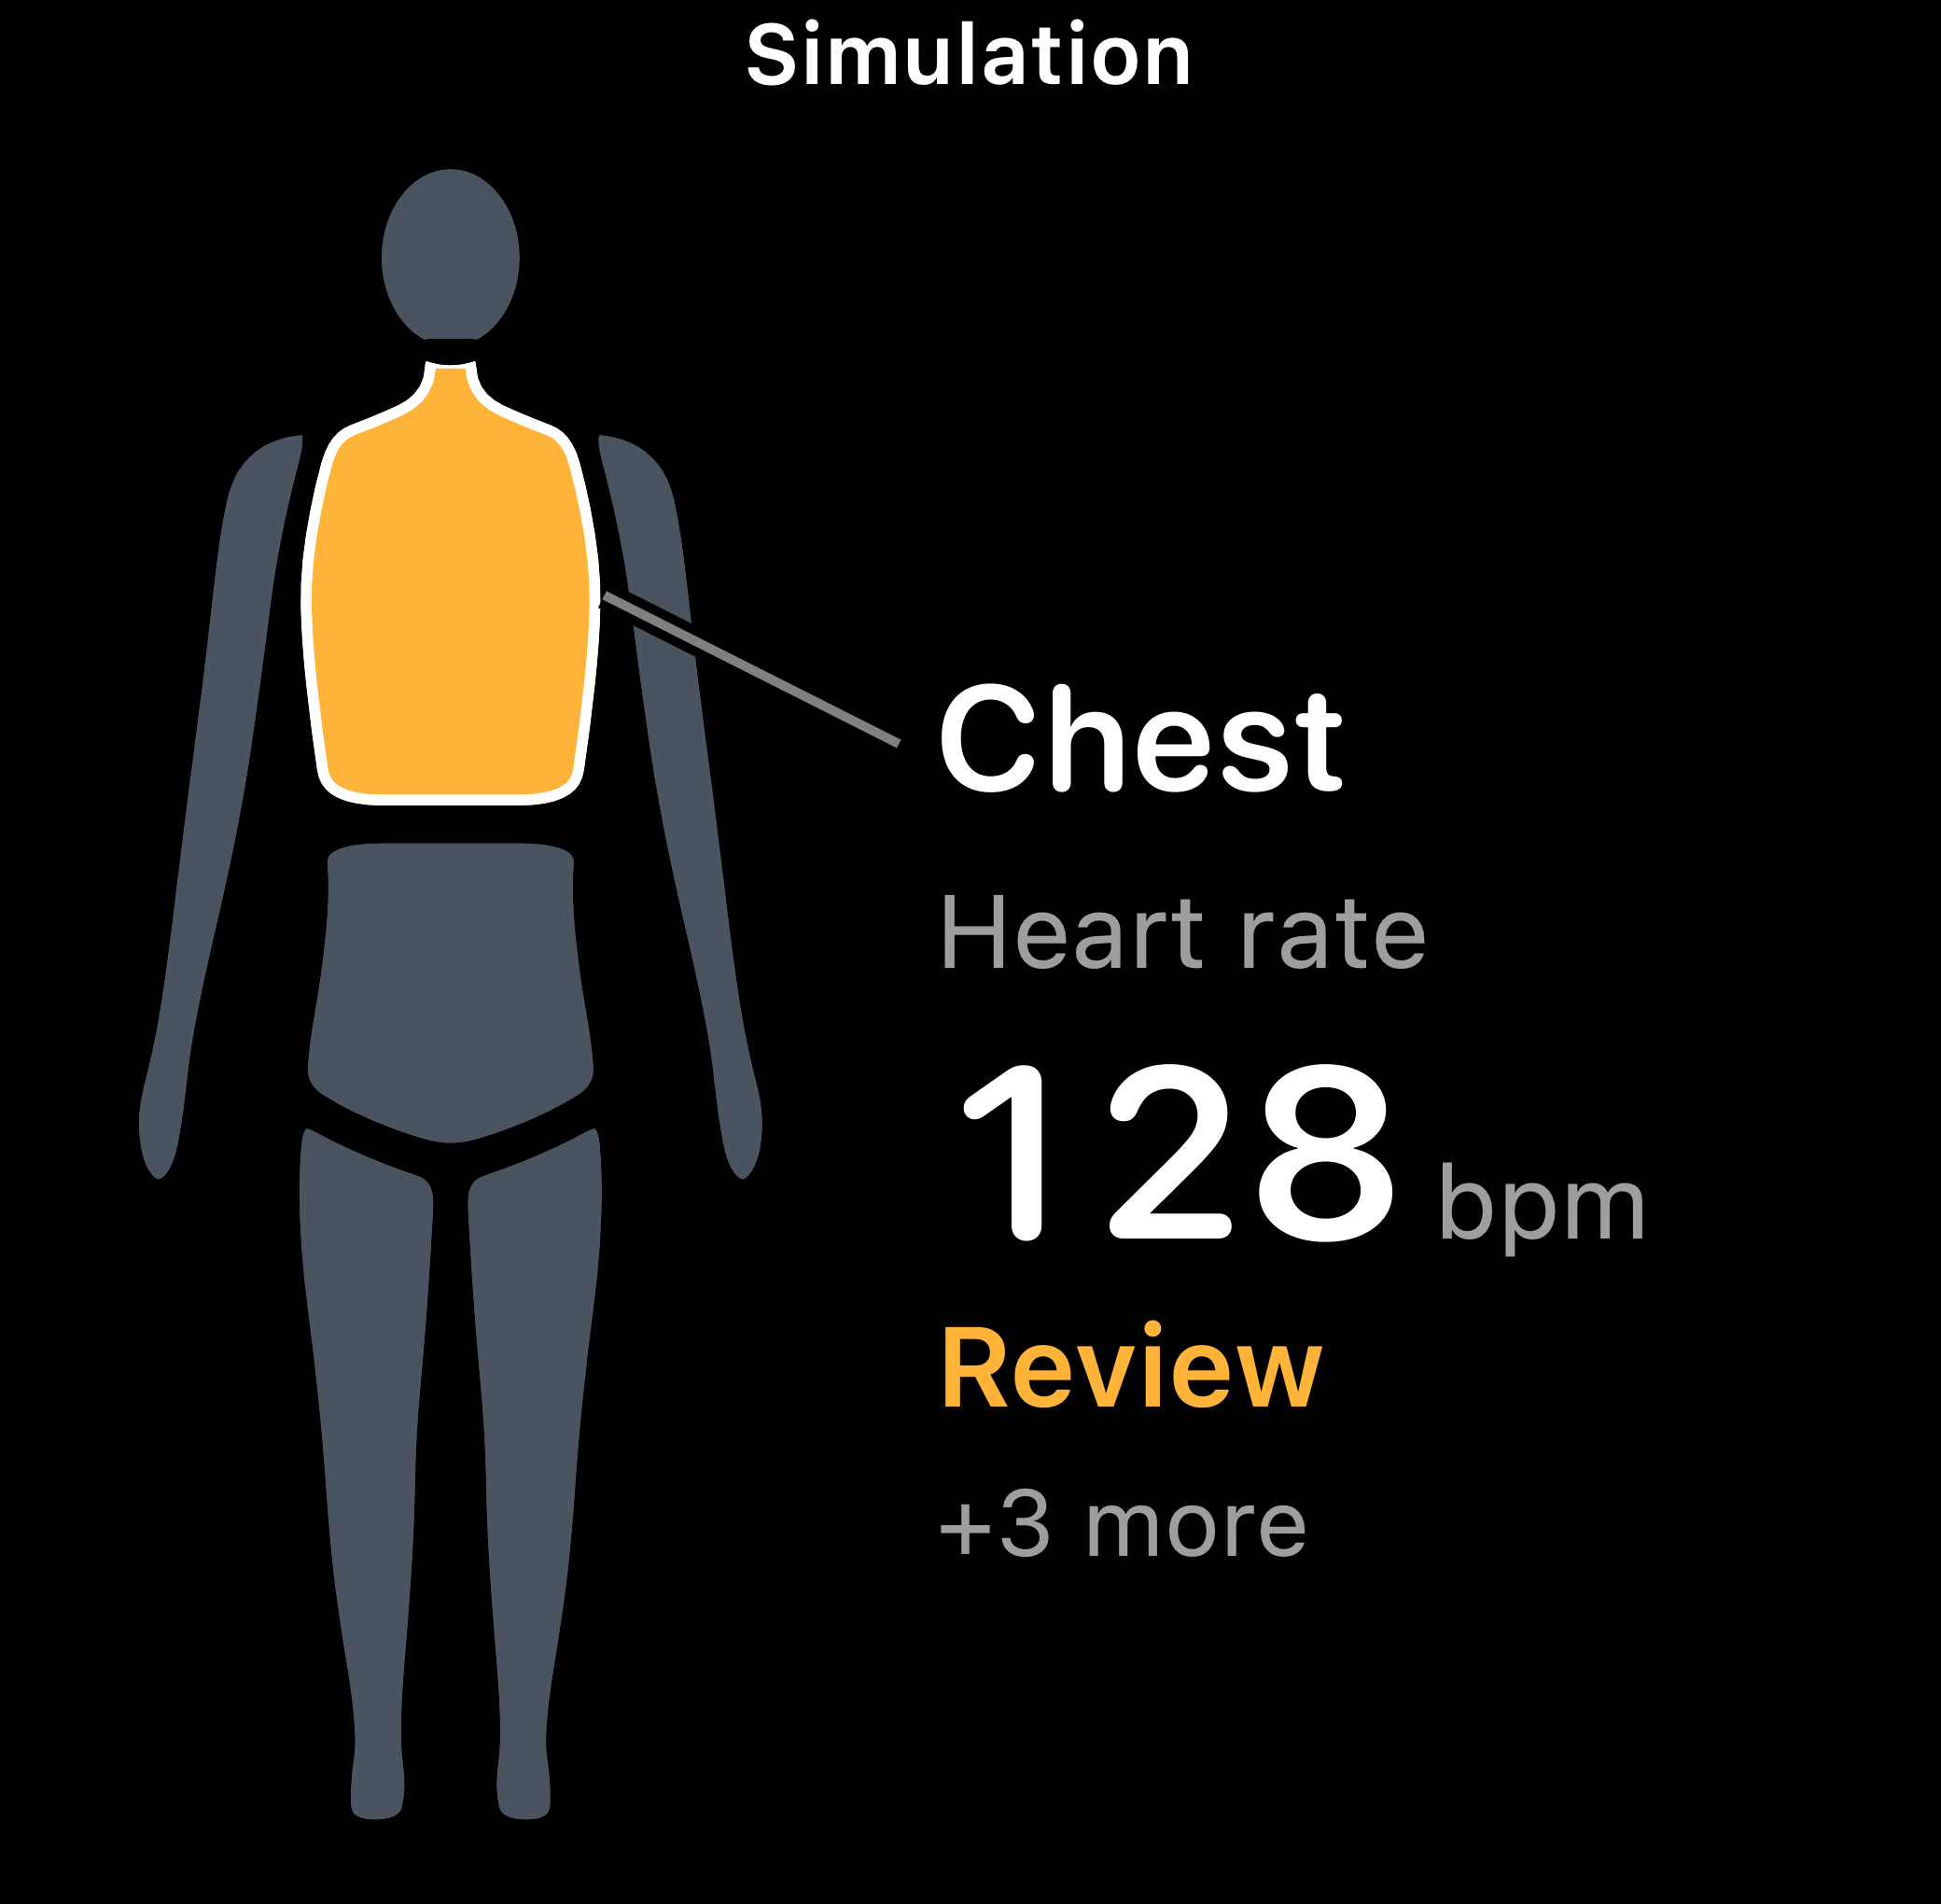 Simulation
Chest
Heart rate
128 bpm
Review
+3 more